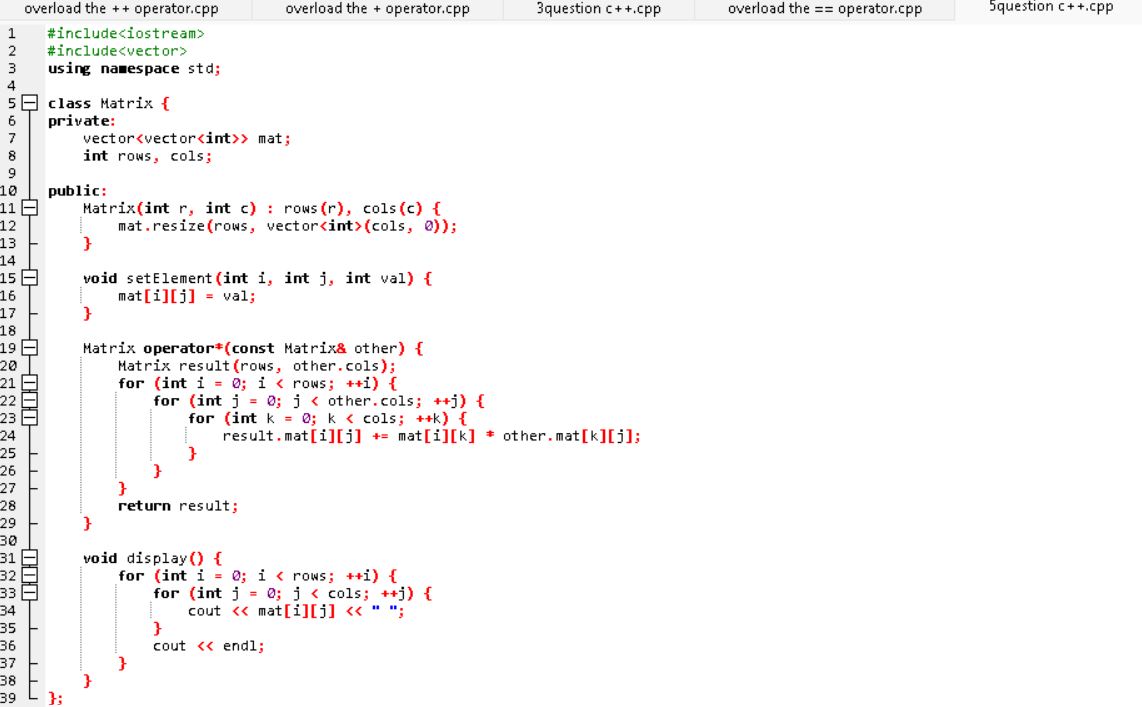 overload the ++ operator.cpp overload the + operator.cpp 3question c++.cpp overload the == operator.cpp 5question c++.cpp
1 #include<iostream>
2 #include<vector>
3 using namespace std;
4
5 class Matrix {
6 private:
7     vector<vector<int>> mat;
8     int rows, cols;
9
10 public:
11     Matrix(int r, int c) : rows(r), cols(c) {
12         mat.resize(rows, vector<int>(cols, 0));
13     }
14
15     void setElement(int i, int j, int val) {
16         mat[i][j] = val;
17     }
18
19     Matrix operator*(const Matrix& other) {
20         Matrix result(rows, other.cols);
21         for (int i = 0; i < rows; ++i) {
22             for (int j = 0; j < other.cols; ++j) {
23                 for (int k = 0; k < cols; ++k) {
24                     result.mat[i][j] += mat[i][k] * other.mat[k][j];
25                 }
26             }
27         }
28         return result;
29     }
30
31     void display() {
32         for (int i = 0; i < rows; ++i) {
33             for (int j = 0; j < cols; ++j) {
34                 cout << mat[i][j] << " ";
35             }
36             cout << endl;
37         }
38     }
39 };